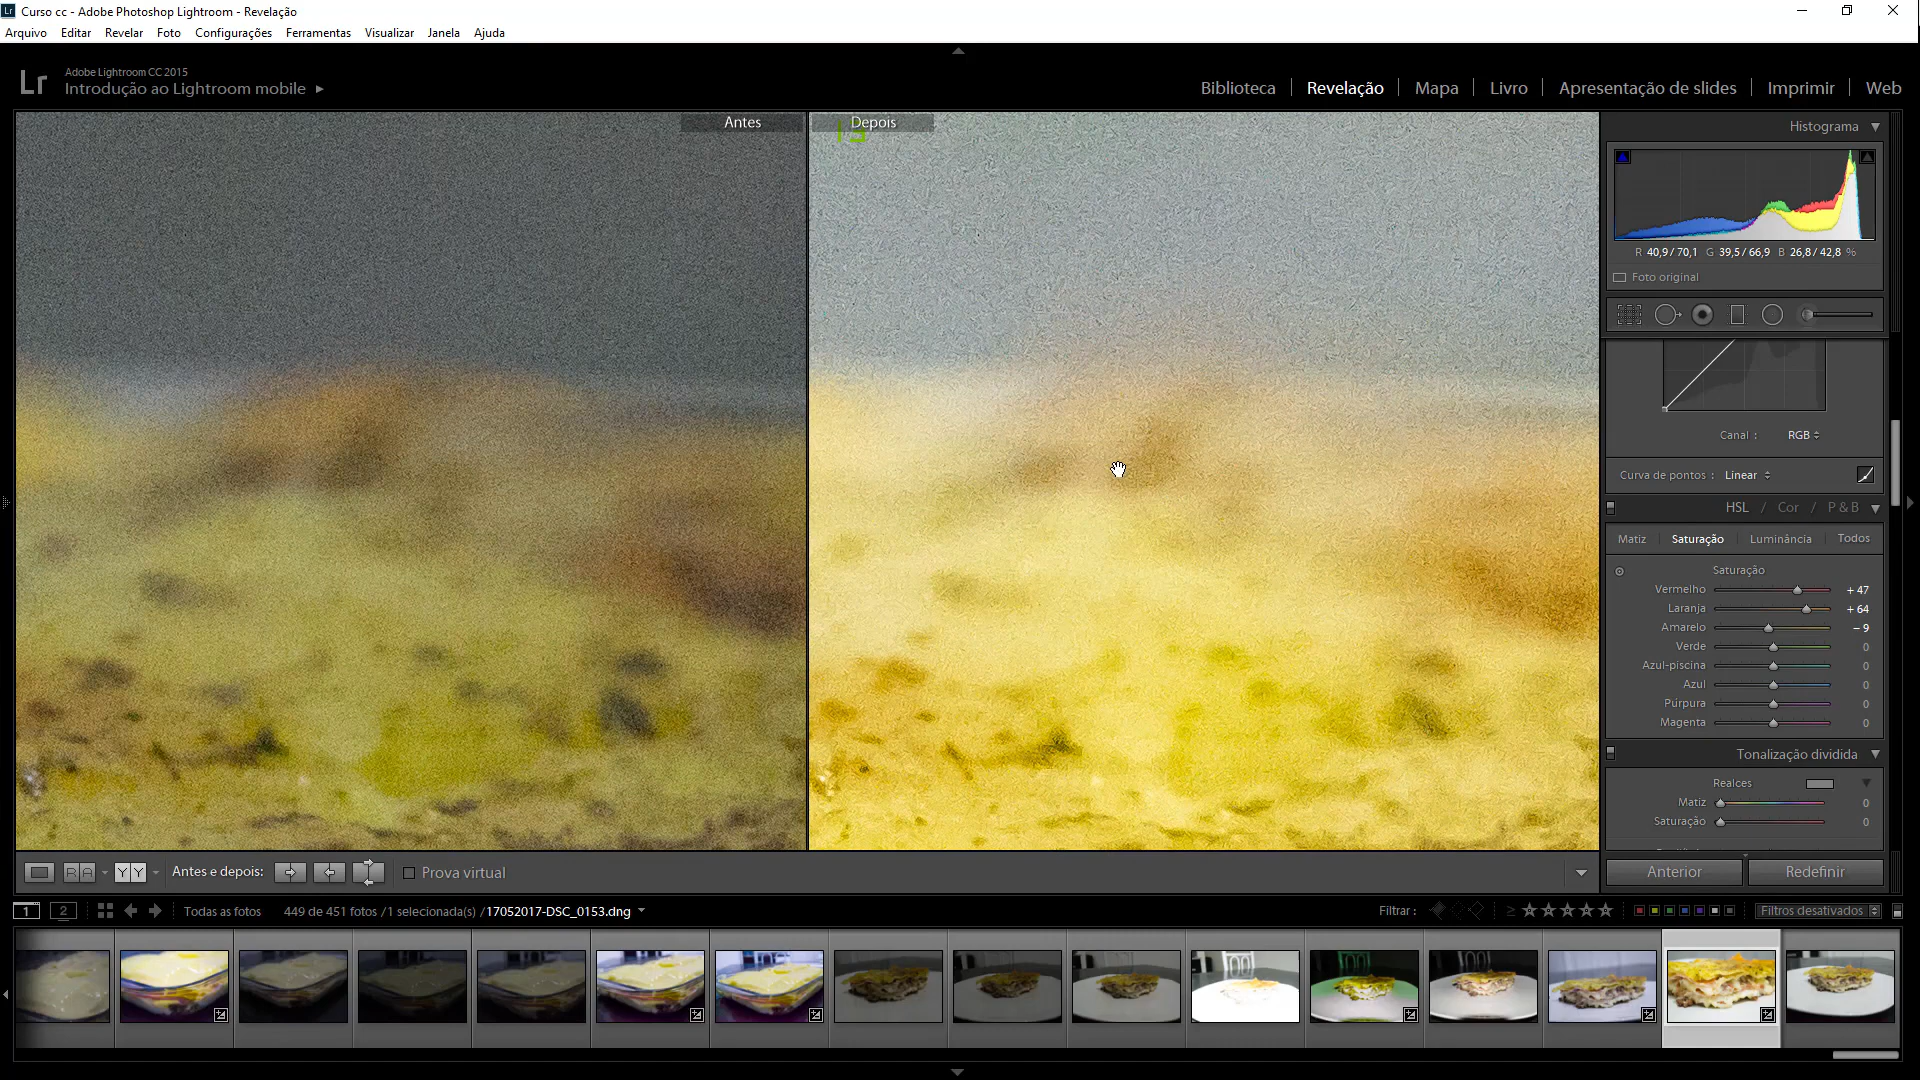 Curso cc - Adobe Photoshop Lightroom - Revelação
Arquivo Editar Revelar Foto Configurações Ferramentas Visualizar Janela Ajuda
Lr
Adobe Lightroom CC 2015
Introdução ao Lightroom mobile
Biblioteca Revelação Mapa Livro Apresentação de slides Imprimir Web
Antes
Depois
Histograma
R 40,9 / 70,1 G 39,5 / 66,9 B 26,8 / 42,8 %
Foto original
Canal : RGB
Curva de pontos : Linear
HSL / Cor / P & B
Matiz Saturação Luminância Todos
Saturação
Vermelho + 47
Laranja + 64
Amarelo – 9
Verde 0
Azul-piscina 0
Azul 0
Púrpura 0
Magenta 0
Tonalização dividida
Realces
Matiz 0
Saturação 0
R A Y Y Antes e depois: Prova virtual
Anterior Redefinir
1 2 Todas as fotos 449 de 451 fotos /1 selecionada(s) /17052017-DSC_0153.dng Filtrar : ≥ Filtros desativados